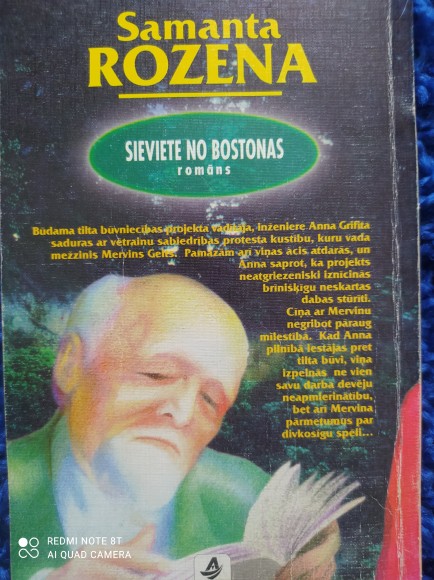 Samanta
ROZENA
SIEVIETE NO BOSTONAS
romāns
Būdama tilta būvniecības projekta vadītāja, inženiere Anna Grifita
saduras ar vētrainu sabiedrības protesta kustību, kuru vada
mežzinis Mervins Geits. Pamazām arī viņas acis atdarās, un
Anna saprot, ka projekts
neatgriezeniski iznīcinās
brīnišķīgu neskartas
dabas stūrīti.
Cīņa ar Mervinu
negribot pāraug
mīlestībā. Kad Anna
pilnībā iestājas pret
tilta būvi, viņa
izpelnās ne vien
savu darba devēju
neapmierinātību,
bet arī Mervina
pārmetumus par
divkosīgu spēli...
REDMI NOTE 8T
AI QUAD CAMERA